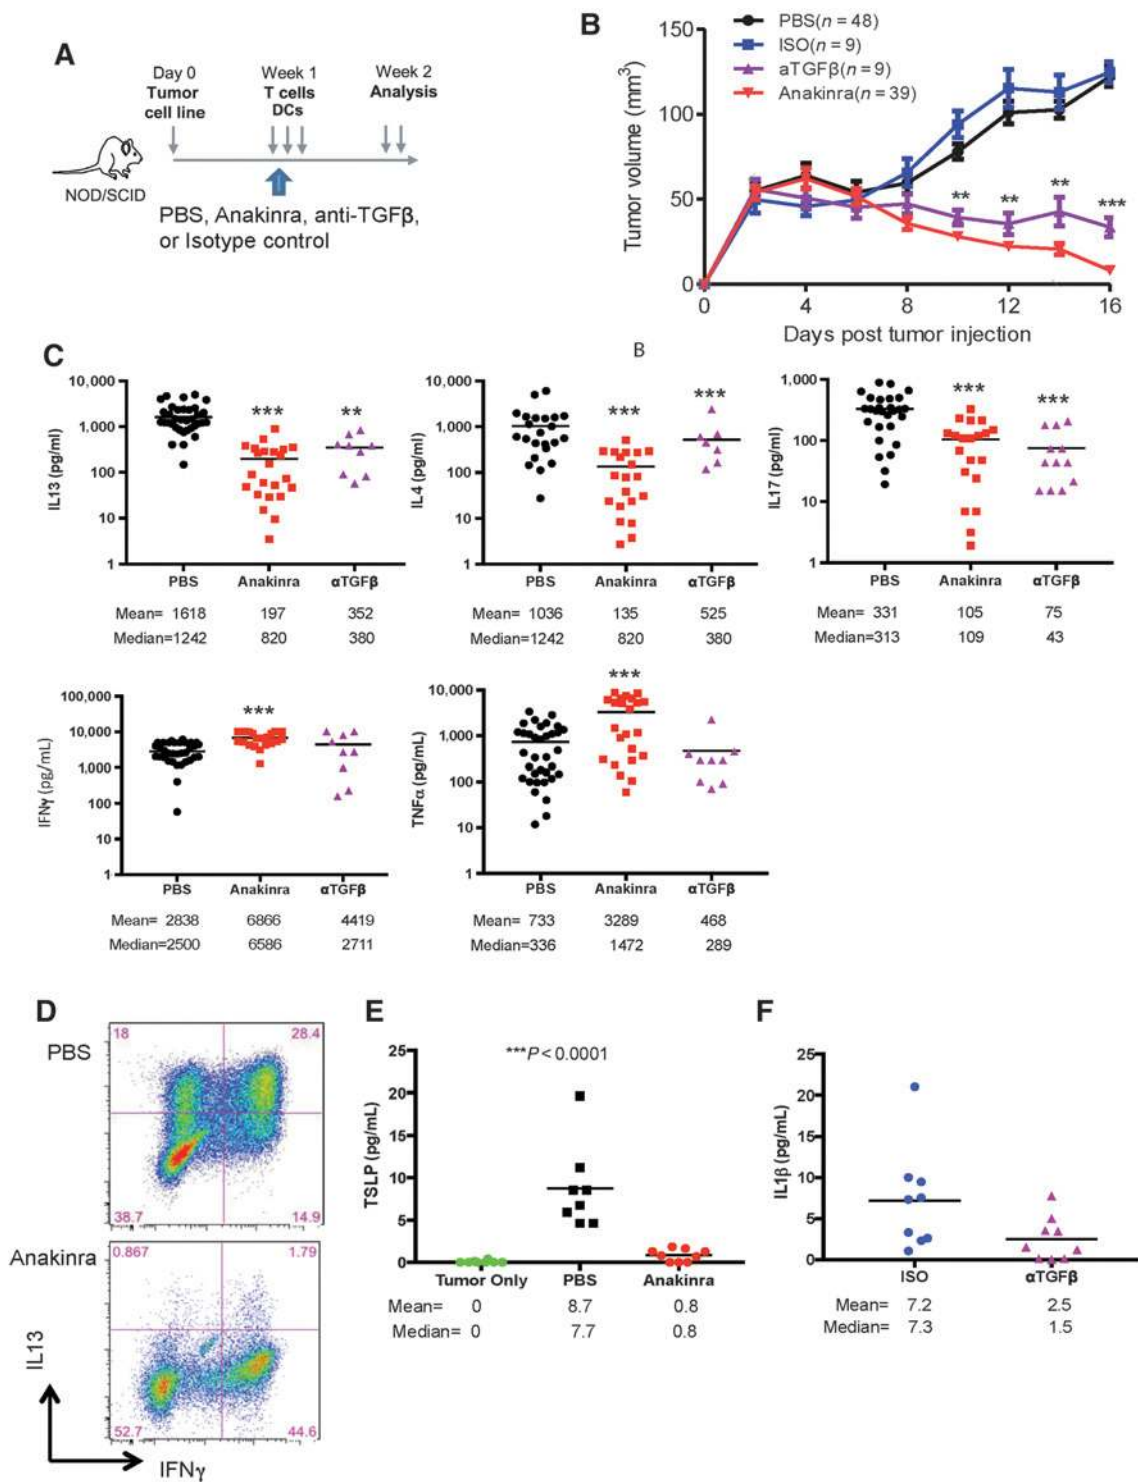 A
Day 0
Tumor
cell line
Week 1
T cells
DCs
Week 2
Analysis
NOD/SCID
PBS, Anakinra, anti-TGFβ,
or Isotype control
B
PBS(n = 48)
ISO(n = 9)
aTGFβ(n = 9)
Anakinra(n = 39)
Tumor volume (mm³)
150
100
50
0
** ** ** ***
0 4 8 12 16
Days post tumor injection
B
C
IL13 (pg/ml)
10,000
1,000
100
10
1
*** **
PBS Anakinra αTGFβ
Mean= 1618 197 352
Median=1242 820 380
IL4 (pg/ml)
10,000
1,000
100
10
1
*** ***
PBS Anakinra αTGFβ
Mean= 1036 135 525
Median=1242 820 380
IL17 (pg/ml)
1,000
100
10
1
*** ***
PBS Anakinra αTGFβ
Mean= 331 105 75
Median=313 109 43
IFNγ (pg/mL)
100,000
10,000
1,000
100
10
1
***
PBS Anakinra αTGFβ
Mean= 2838 6866 4419
Median=2500 6586 2711
TNFα (pg/mL)
10,000
1,000
100
10
1
***
PBS Anakinra αTGFβ
Mean= 733 3289 468
Median=336 1472 289
D
PBS
18 28.4
38.7 14.9
Anakinra
0.867 1.79
52.7 44.6
IL13
IFNγ
E
***P < 0.0001
TSLP (pg/mL)
25
20
15
10
5
0
Tumor Only PBS Anakinra
Mean= 0 8.7 0.8
Median= 0 7.7 0.8
F
IL1β (pg/mL)
25
20
15
10
5
0
ISO αTGFβ
Mean= 7.2 2.5
Median= 7.3 1.5